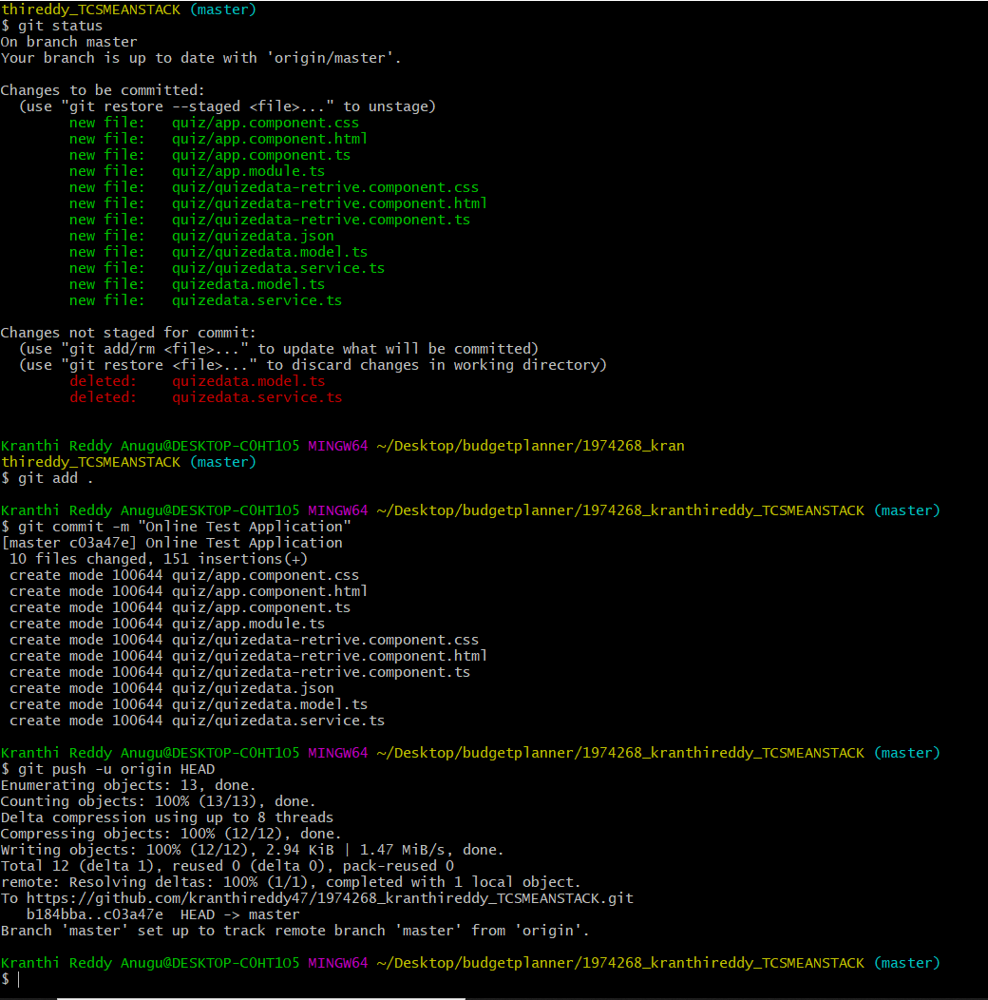 thireddy_TCSMEANSTACK (master)
$ git status
On branch master
Your branch is up to date with 'origin/master'.
Changes to be committed:
  (use "git restore --staged <file>..." to unstage)
        new file:   quiz/app.component.css
        new file:   quiz/app.component.html
        new file:   quiz/app.component.ts
        new file:   quiz/app.module.ts
        new file:   quiz/quizedata-retrive.component.css
        new file:   quiz/quizedata-retrive.component.html
        new file:   quiz/quizedata-retrive.component.ts
        new file:   quiz/quizedata.json
        new file:   quiz/quizedata.model.ts
        new file:   quiz/quizedata.service.ts
        new file:   quizedata.model.ts
        new file:   quizedata.service.ts
Changes not staged for commit:
  (use "git add/rm <file>..." to update what will be committed)
  (use "git restore <file>..." to discard changes in working directory)
        deleted:    quizedata.model.ts
        deleted:    quizedata.service.ts
Kranthi Reddy Anugu@DESKTOP-C0HT1O5 MINGW64 ~/Desktop/budgetplanner/1974268_kran
thireddy_TCSMEANSTACK (master)
$ git add .
Kranthi Reddy Anugu@DESKTOP-C0HT1O5 MINGW64 ~/Desktop/budgetplanner/1974268_kranthireddy_TCSMEANSTACK (master)
$ git commit -m "Online Test Application"
[master c03a47e] Online Test Application
 10 files changed, 151 insertions(+)
 create mode 100644 quiz/app.component.css
 create mode 100644 quiz/app.component.html
 create mode 100644 quiz/app.component.ts
 create mode 100644 quiz/app.module.ts
 create mode 100644 quiz/quizedata-retrive.component.css
 create mode 100644 quiz/quizedata-retrive.component.html
 create mode 100644 quiz/quizedata-retrive.component.ts
 create mode 100644 quiz/quizedata.json
 create mode 100644 quiz/quizedata.model.ts
 create mode 100644 quiz/quizedata.service.ts
Kranthi Reddy Anugu@DESKTOP-C0HT1O5 MINGW64 ~/Desktop/budgetplanner/1974268_kranthireddy_TCSMEANSTACK (master)
$ git push -u origin HEAD
Enumerating objects: 13, done.
Counting objects: 100% (13/13), done.
Delta compression using up to 8 threads
Compressing objects: 100% (12/12), done.
Writing objects: 100% (12/12), 2.94 KiB | 1.47 MiB/s, done.
Total 12 (delta 1), reused 0 (delta 0), pack-reused 0
remote: Resolving deltas: 100% (1/1), completed with 1 local object.
To https://github.com/kranthireddy47/1974268_kranthireddy_TCSMEANSTACK.git
   b184bba..c03a47e  HEAD -> master
Branch 'master' set up to track remote branch 'master' from 'origin'.
Kranthi Reddy Anugu@DESKTOP-C0HT1O5 MINGW64 ~/Desktop/budgetplanner/1974268_kranthireddy_TCSMEANSTACK (master)
$